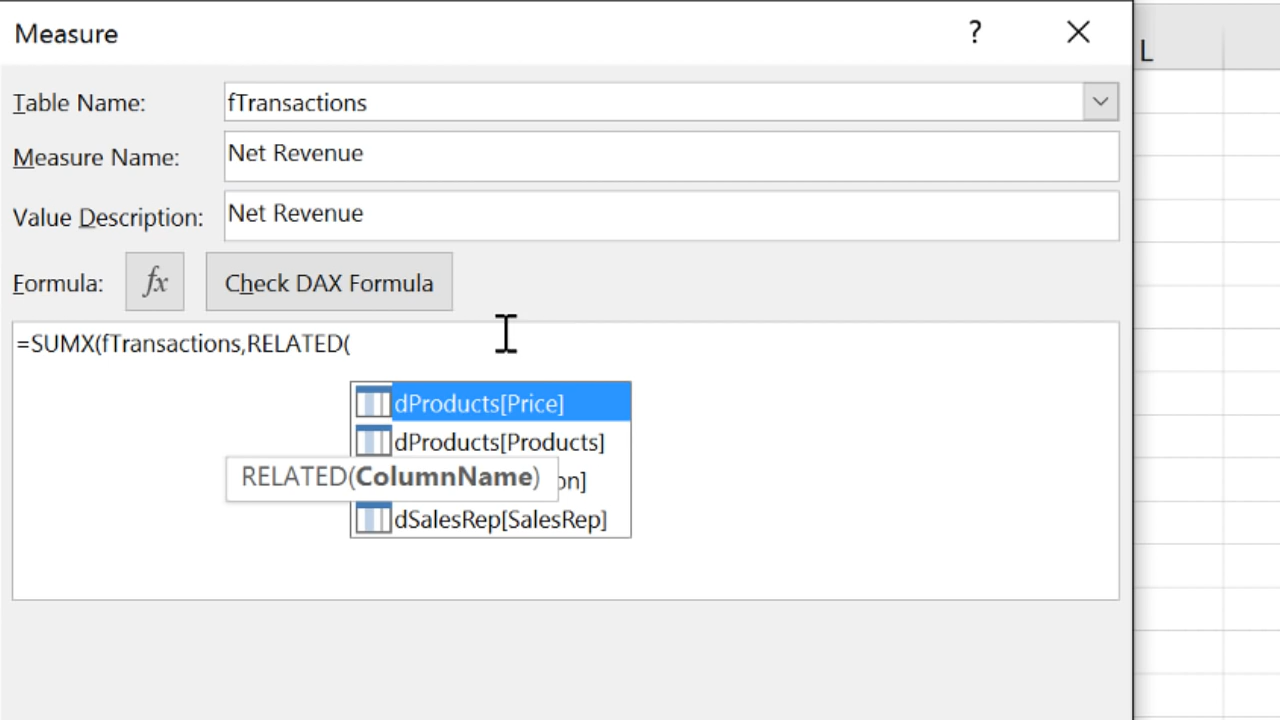 Measure ?
L
Table Name: fTransactions
Measure Name: Net Revenue
Value Description: Net Revenue
Formula: fx Check DAX Formula
=SUMX(fTransactions,RELATED(
dProducts[Price]
dProducts[Products]
RELATED(ColumnName) on]
dSalesRep[SalesRep]